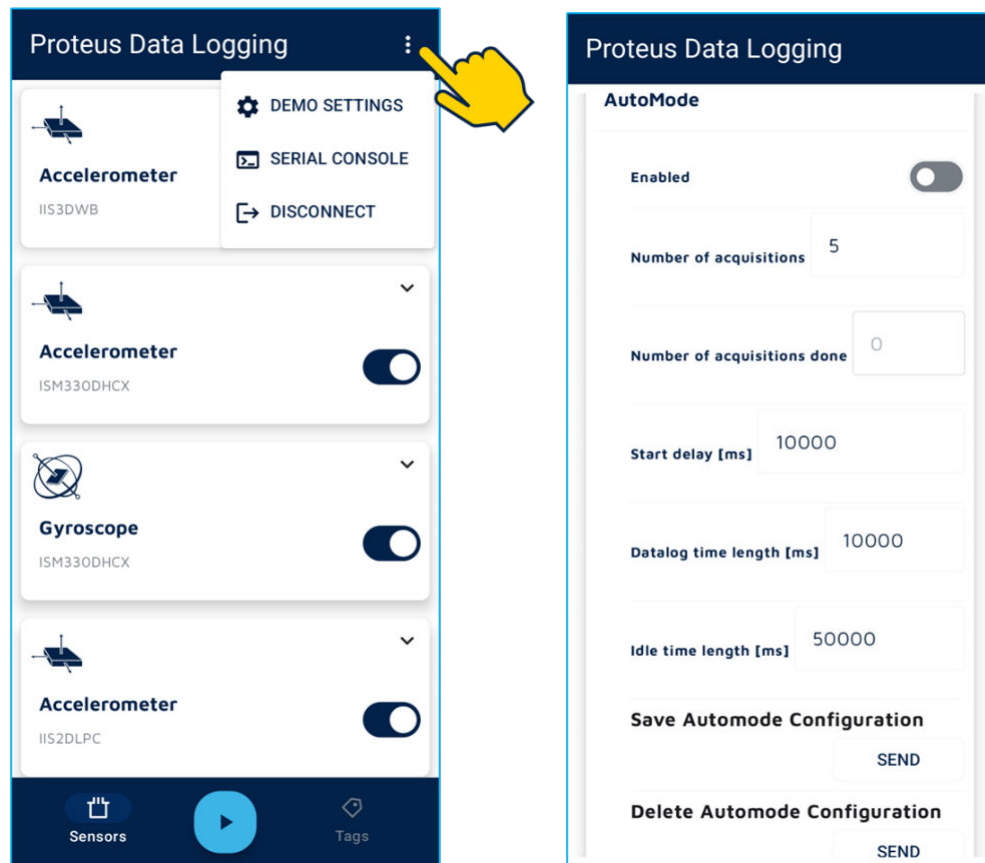 Proteus Data Logging
DEMO SETTINGS
SERIAL CONSOLE
DISCONNECT
Accelerometer
IIS3DWB
Accelerometer
ISM330DHCX
Gyroscope
ISM330DHCX
Accelerometer
IIS2DLPC
Sensors
Tags
Proteus Data Logging
AutoMode
Enabled
Number of acquisitions 5
Number of acquisitions done 0
Start delay [ms] 10000
Datalog time length [ms] 10000
Idle time length [ms] 50000
Save Automode Configuration
SEND
Delete Automode Configuration
SEND